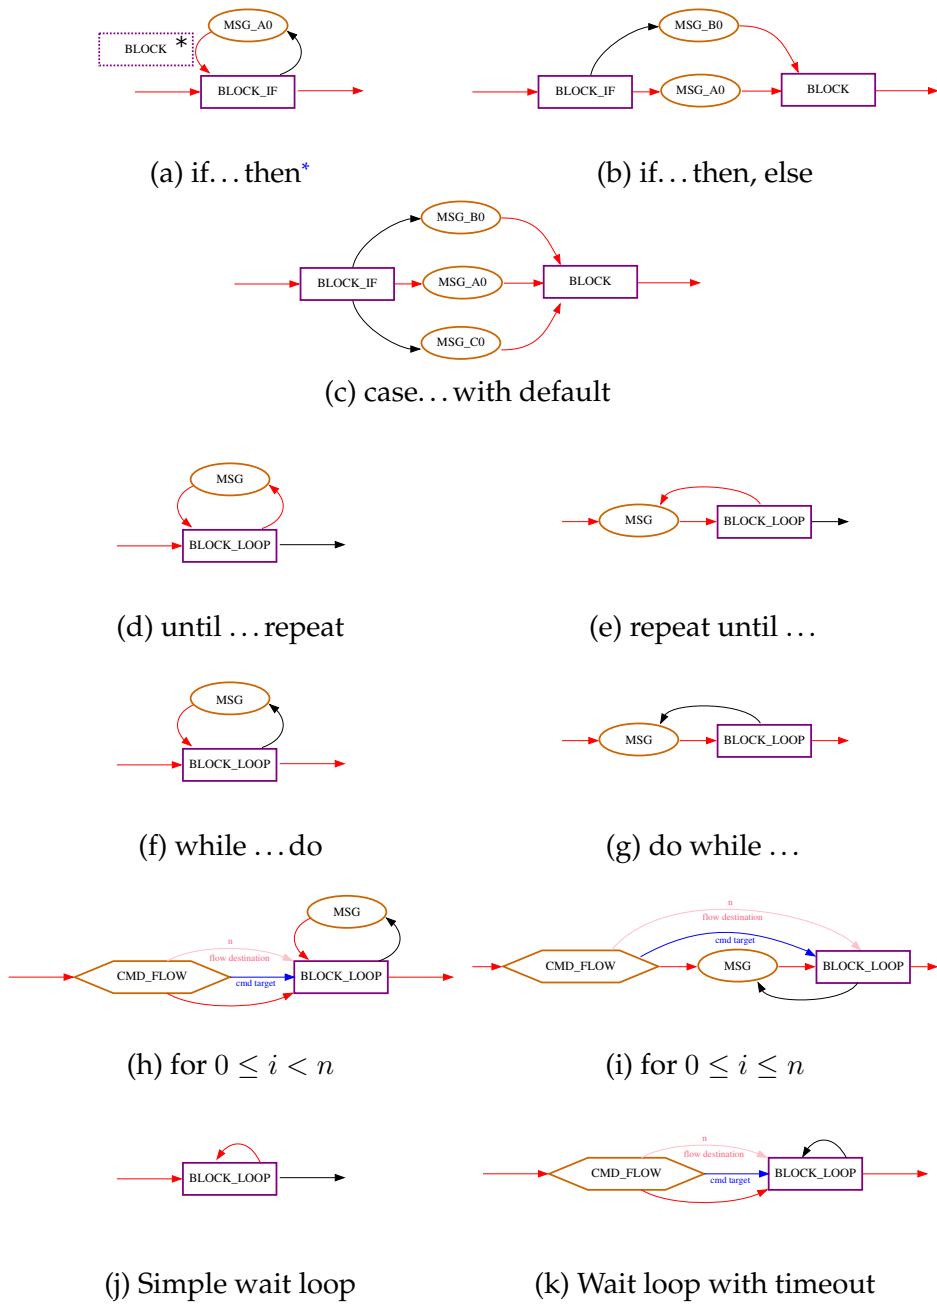 MSG_A0
BLOCK *
BLOCK_IF
(a) if…then*
MSG_B0
BLOCK_IF
MSG_A0
BLOCK
(b) if…then, else
MSG_B0
BLOCK_IF
MSG_A0
BLOCK
MSG_C0
(c) case…with default
MSG
BLOCK_LOOP
(d) until …repeat
MSG
BLOCK_LOOP
(e) repeat until …
MSG
BLOCK_LOOP
(f) while …do
MSG
BLOCK_LOOP
(g) do while …
MSG
n
flow destination
CMD_FLOW
cmd target
BLOCK_LOOP
(h) for 0 ≤ i < n
n
flow destination
cmd target
CMD_FLOW
MSG
BLOCK_LOOP
(i) for 0 ≤ i ≤ n
BLOCK_LOOP
(j) Simple wait loop
n
flow destination
CMD_FLOW
cmd target
BLOCK_LOOP
(k) Wait loop with timeout